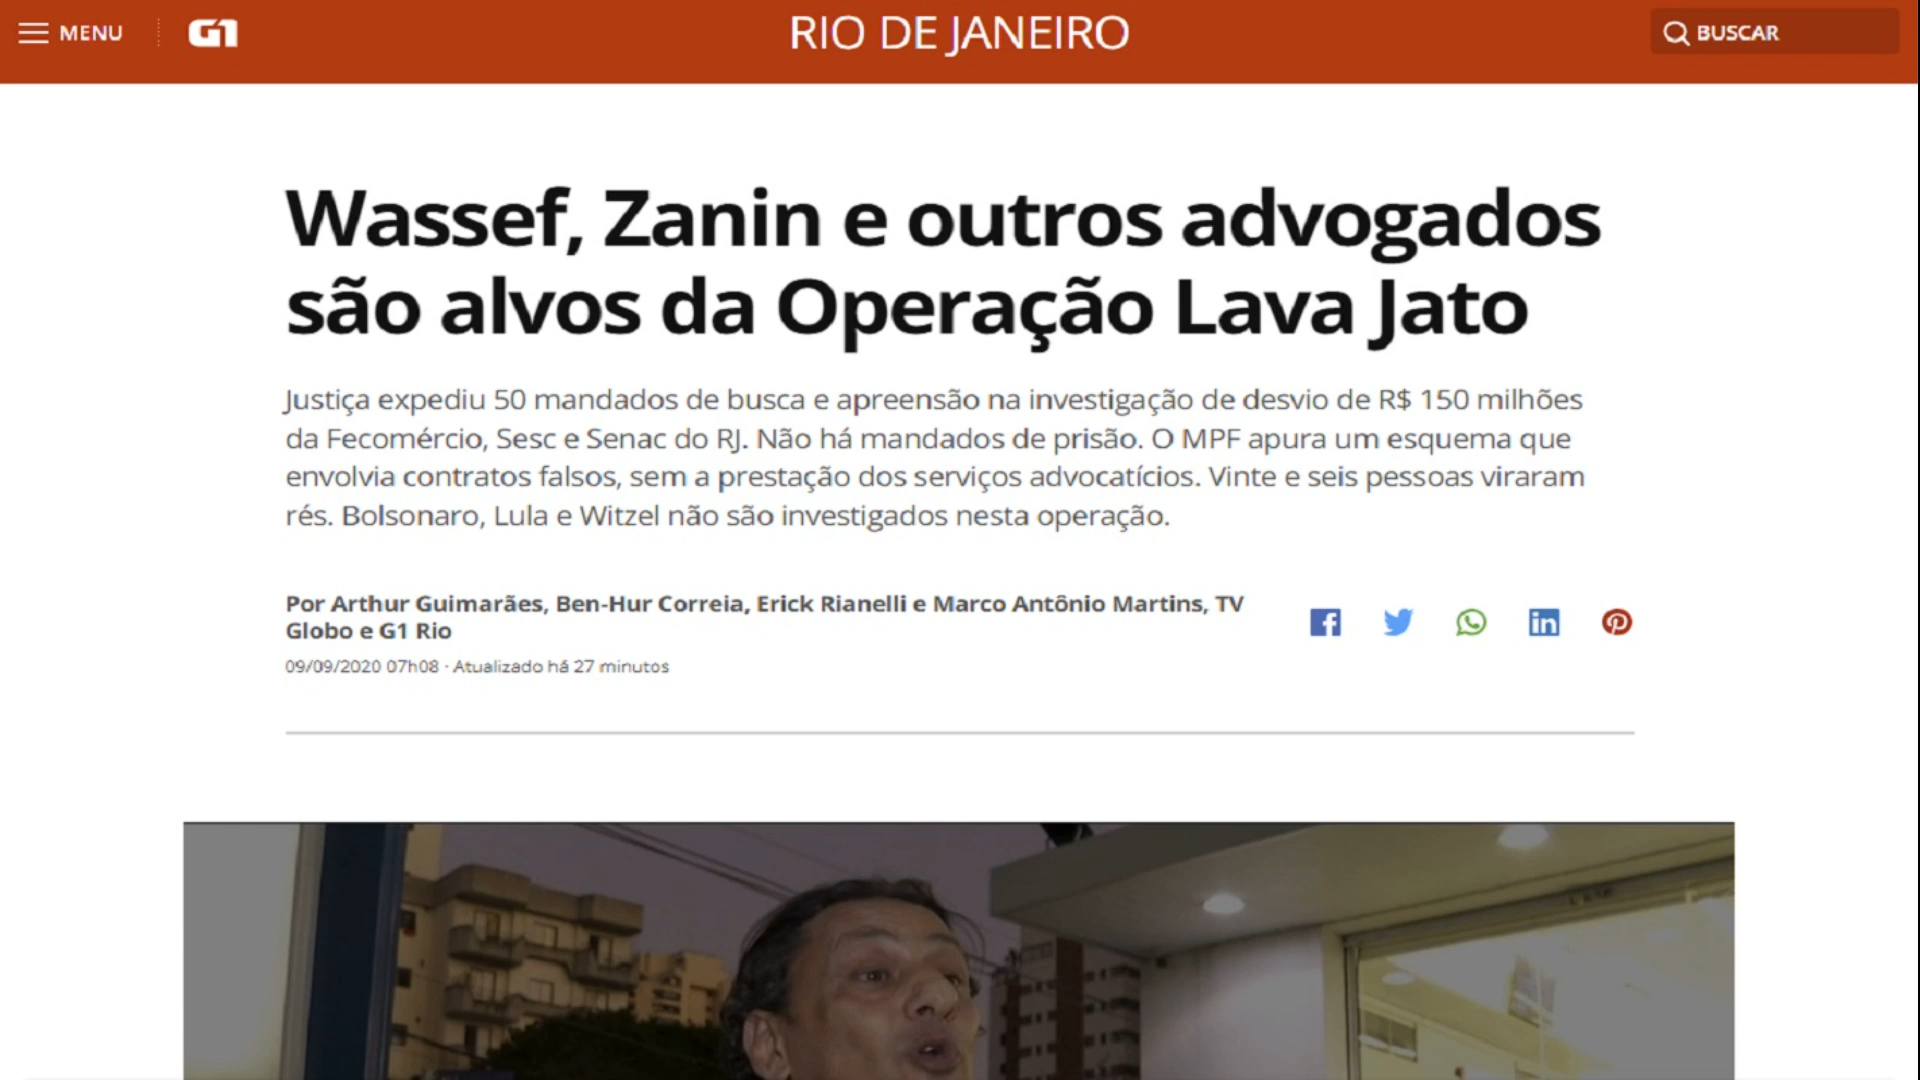 MENU
G1
RIO DE JANEIRO
BUSCAR
Wassef, Zanin e outros advogados
são alvos da Operação Lava Jato
Justiça expediu 50 mandados de busca e apreensão na investigação de desvio de R$ 150 milhões
da Fecomércio, Sesc e Senac do RJ. Não há mandados de prisão. O MPF apura um esquema que
envolvia contratos falsos, sem a prestação dos serviços advocatícios. Vinte e seis pessoas viraram
rés. Bolsonaro, Lula e Witzel não são investigados nesta operação.
Por Arthur Guimarães, Ben-Hur Correia, Erick Rianelli e Marco Antônio Martins, TV
Globo e G1 Rio
09/09/2020 07h08 · Atualizado há 27 minutos